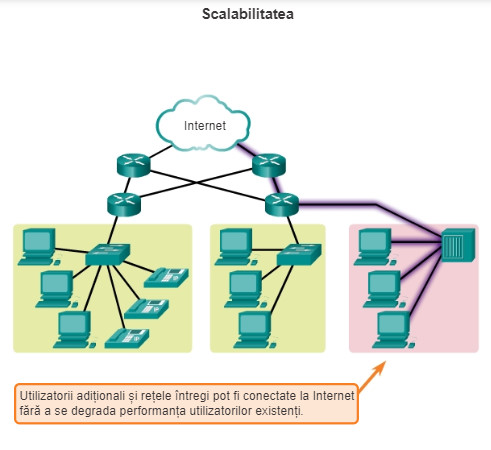 Scalabilitatea
Internet
Utilizatorii adiționali și rețele întregi pot fi conectate la Internet
fără a se degrada performanța utilizatorilor existenți.